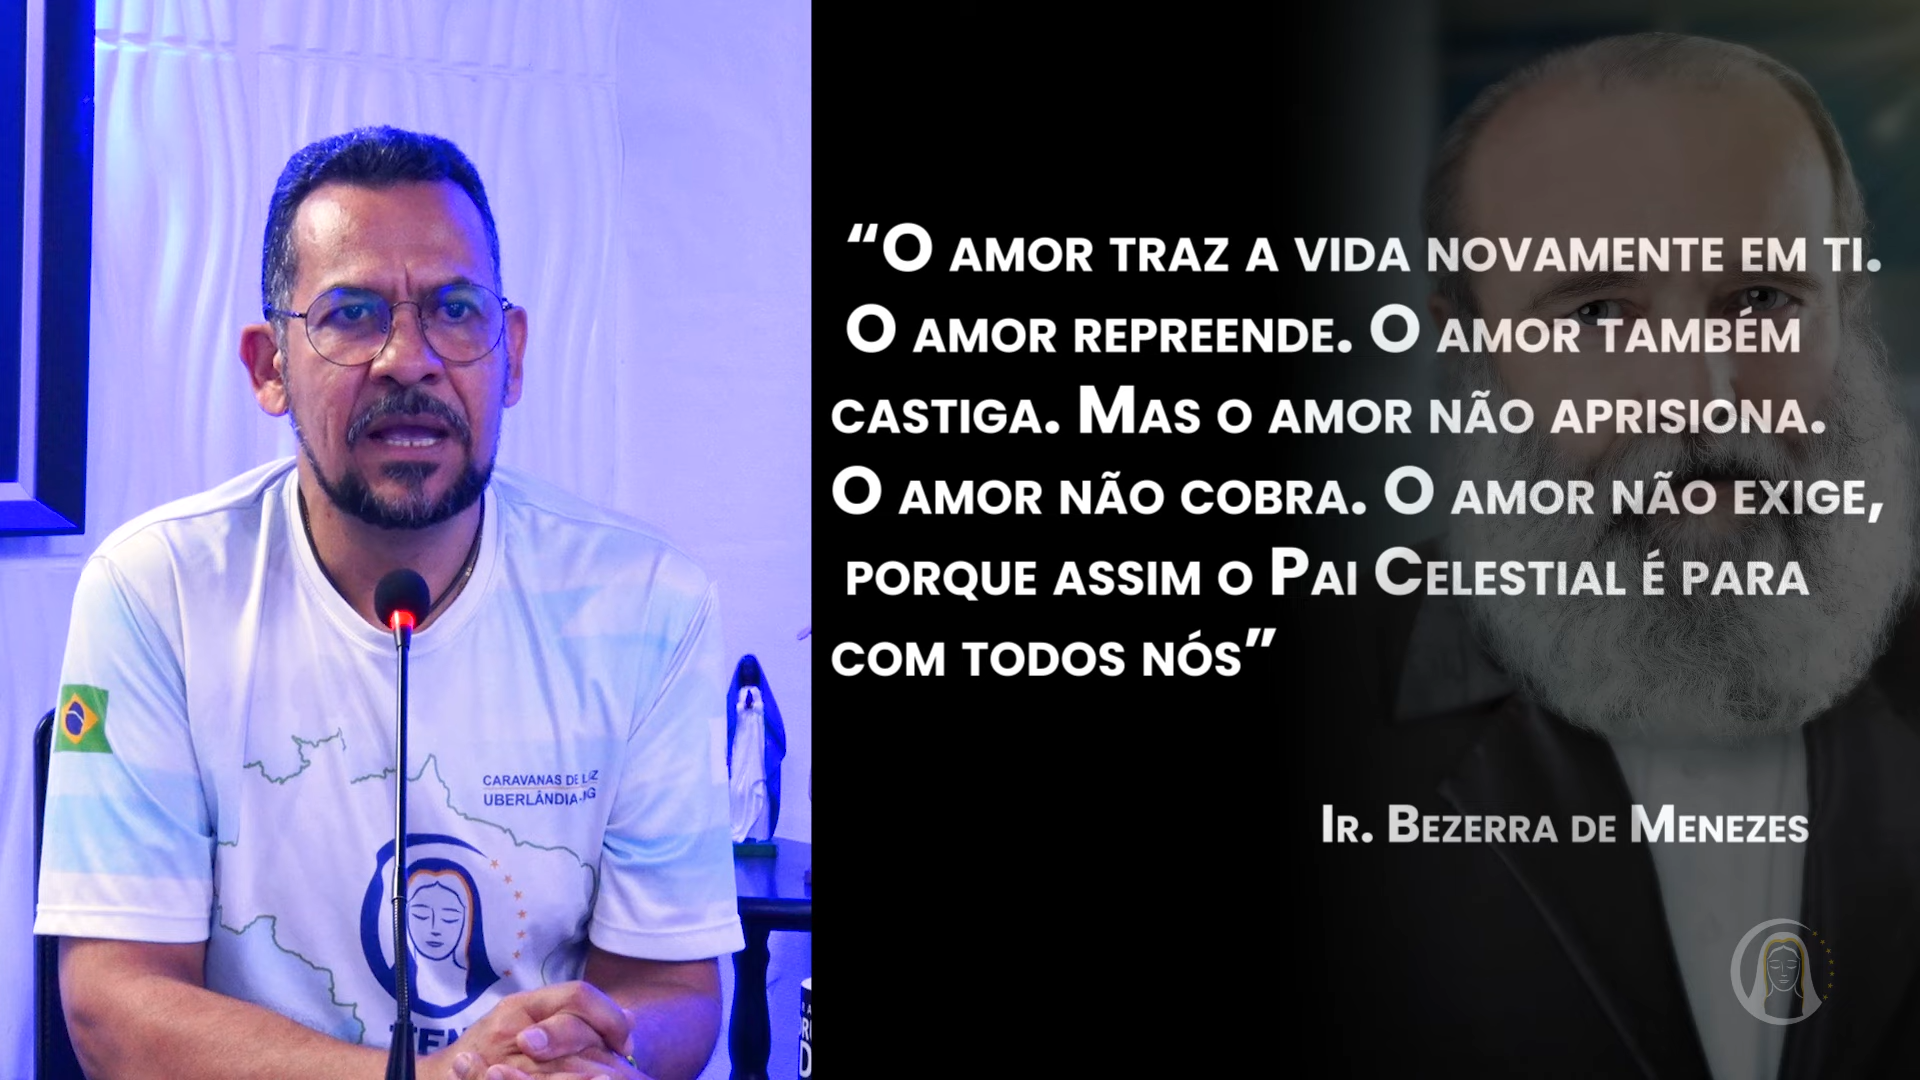 CARAVANAS DE LUZ
UBERLÂNDIA-MG
“O AMOR TRAZ A VIDA NOVAMENTE EM TI.
O AMOR REPREENDE. O AMOR TAMBÉM
CASTIGA. MAS O AMOR NÃO APRISIONA.
O AMOR NÃO COBRA. O AMOR NÃO EXIGE,
PORQUE ASSIM O PAI CELESTIAL É PARA
COM TODOS NÓS”
IR. BEZERRA DE MENEZES